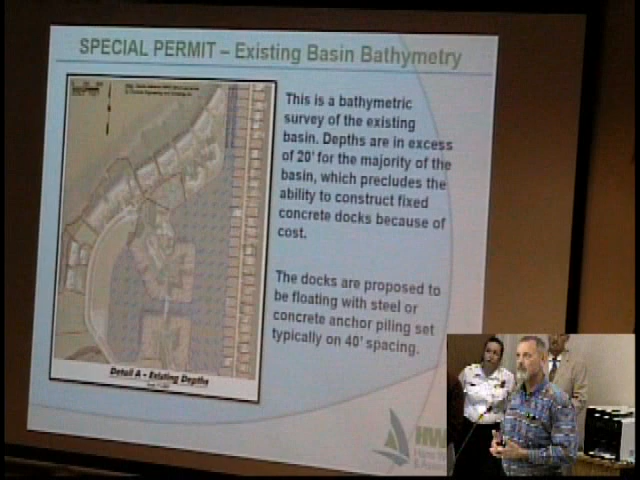 SPECIAL PERMIT – Existing Basin Bathymetry
This is a bathymetric
survey of the existing
basin. Depths are in excess
of 20' for the majority of the
basin, which precludes the
ability to construct fixed
concrete docks because of
cost.
The docks are proposed to
be floating with steel or
concrete anchor piling set
typically on 40' spacing.
Detail A - Existing Depths